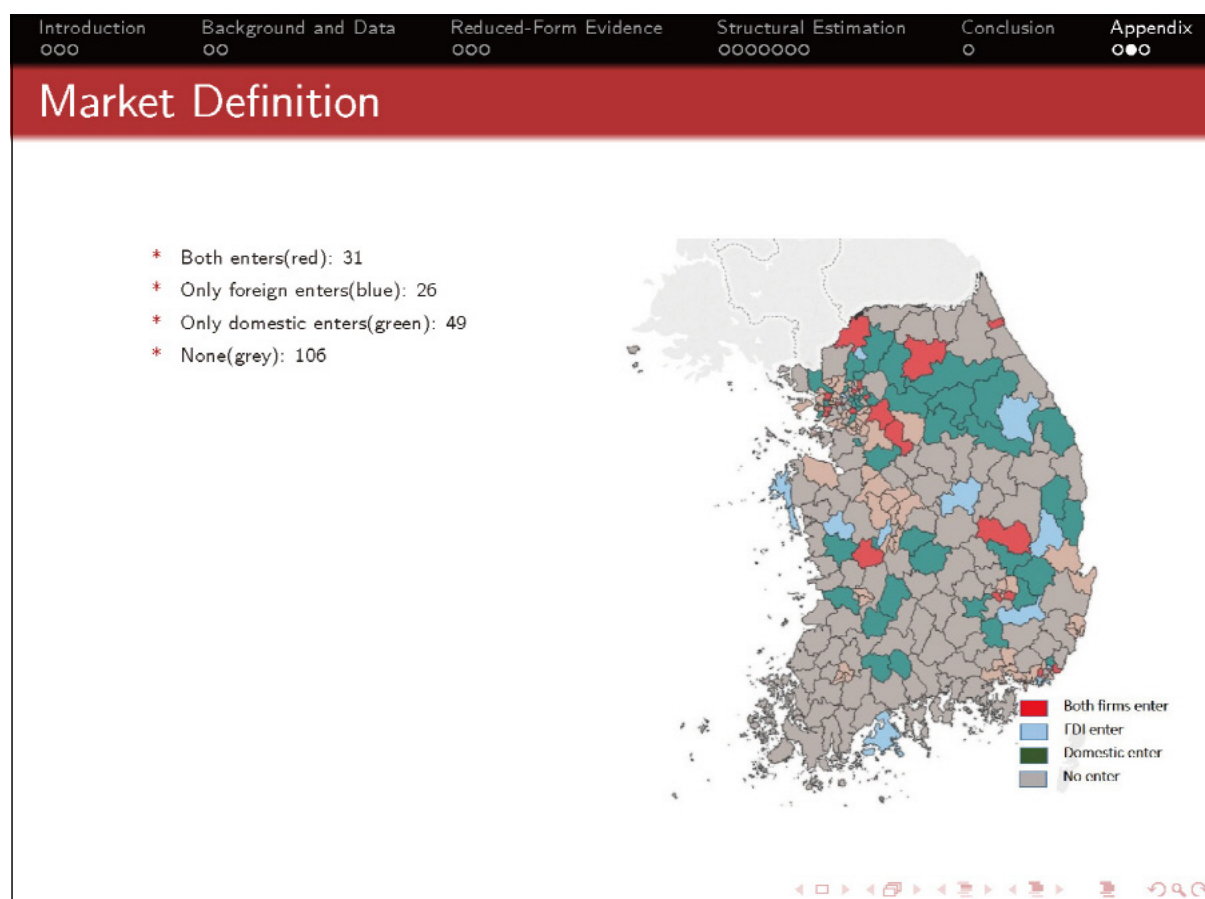 Introduction Background and Data Reduced-Form Evidence Structural Estimation Conclusion Appendix
Market Definition
* Both enters(red): 31
* Only foreign enters(blue): 26
* Only domestic enters(green): 49
* None(grey): 106
Both firms enter
FDI enter
Domestic enter
No enter